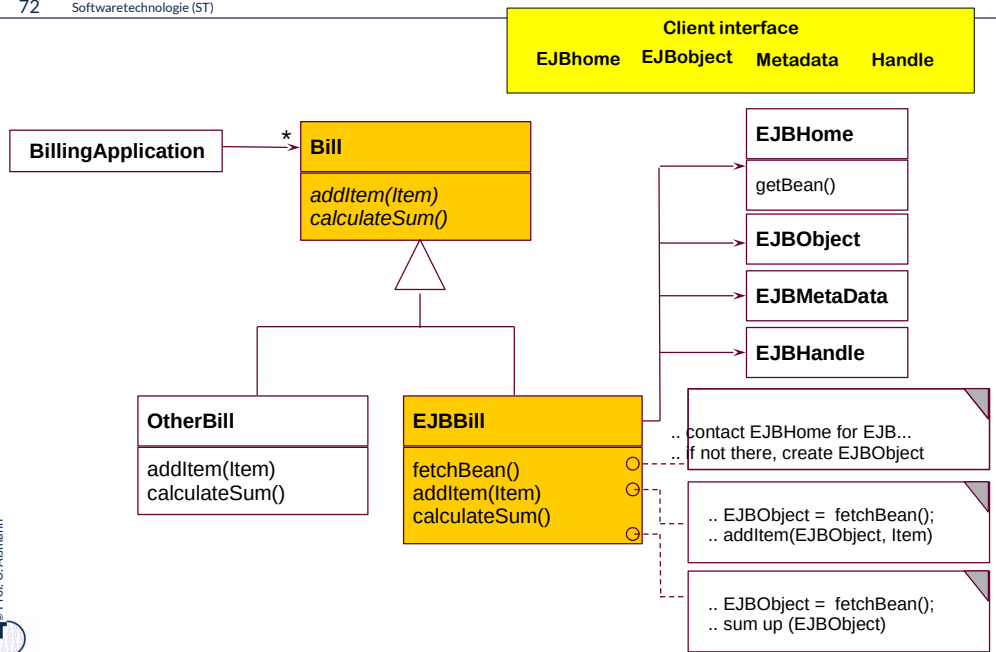 72 Softwaretechnologie (ST)
Client interface
EJBhome EJBobject Metadata Handle
BillingApplication
*
Bill
addItem(Item)
calculateSum()
EJBHome
getBean()
EJBObject
EJBMetaData
EJBHandle
OtherBill
addItem(Item)
calculateSum()
EJBBill
fetchBean()
addItem(Item)
calculateSum()
.. contact EJBHome for EJB...
.. if not there, create EJBObject
.. EJBObject = fetchBean();
.. addItem(EJBObject, Item)
.. EJBObject = fetchBean();
.. sum up (EJBObject)